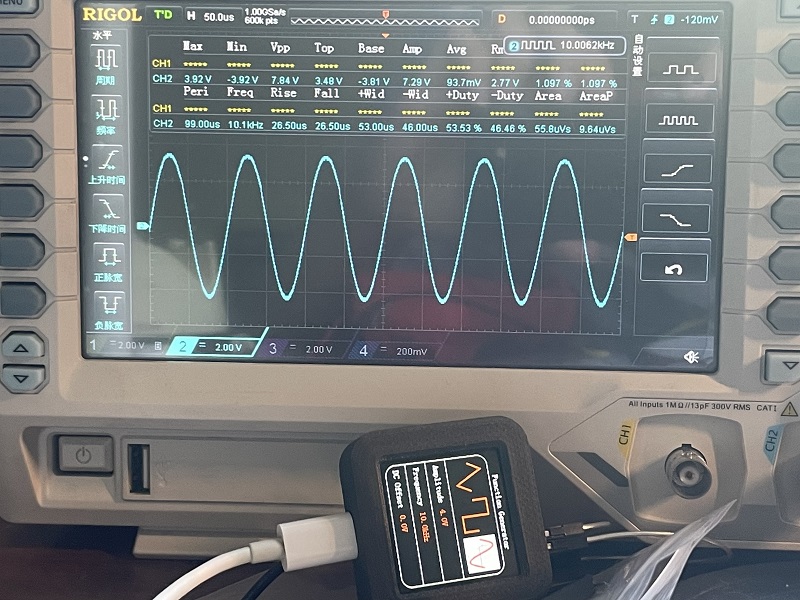 MENU
RIGOL T'D H 50.0us 1.00GSa/s 600k pts D 0.00000000ps T 2 -120mV
水平
周期
频率
上升时间
下降时间
正脉宽
负脉宽
Max Min Vpp Top Base Amp Avg
2 10.0062kHz
CH1 ***** ***** ***** ***** ***** ***** ***** ***** ***** *****
CH2 3.92 V -3.92 V 7.84 V 3.48 V -3.81 V 7.29 V 93.7mV 2.77 V 1.097 % 1.097 %
Peri Freq Rise Fall +Wid -Wid +Duty -Duty Area AreaP
CH1 ***** ***** ***** ***** ***** ***** ***** ***** ***** *****
CH2 99.00us 10.1kHz 26.50us 26.50us 53.00us 46.00us 53.53 % 46.46 % 55.8uVs 9.64uVs
自动设置
2
T
1 = 2.00 V 2 = 2.00 V 3 = 2.00 V 4 = 200mV
All Inputs 1MΩ//13pF 300V RMS CATI
CH1
CH2
Function Generator
Amplitude 4.0V
Frequency 10.0kHz
DC Offset 0.0V